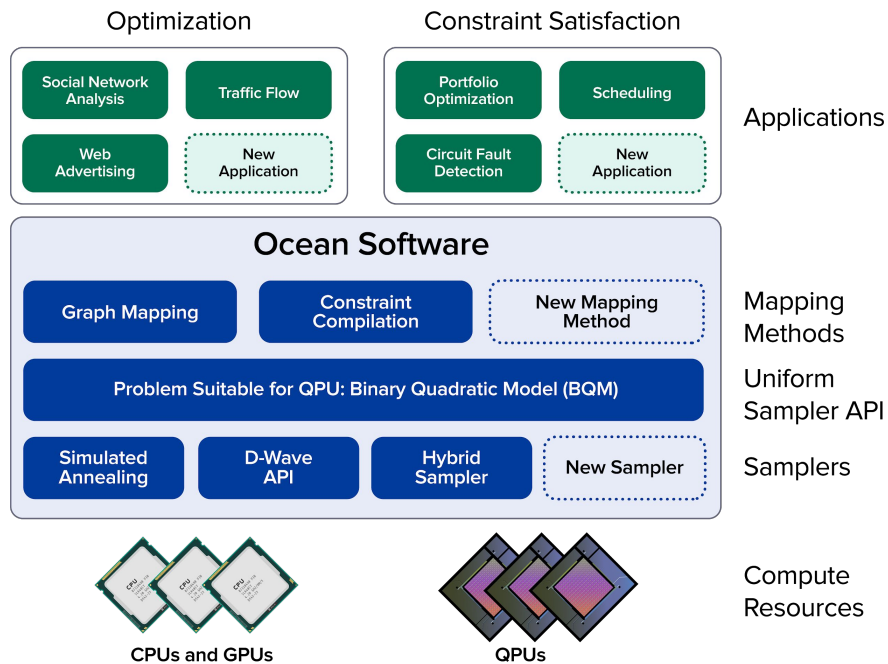 Optimization
Constraint Satisfaction
Social Network
Analysis
Traffic Flow
Web
Advertising
New
Application
Portfolio
Optimization
Scheduling
Circuit Fault
Detection
New
Application
Applications
Ocean Software
Graph Mapping
Constraint
Compilation
New Mapping
Method
Mapping
Methods
Problem Suitable for QPU: Binary Quadratic Model (BQM)
Uniform
Sampler API
Simulated
Annealing
D-Wave
API
Hybrid
Sampler
New Sampler
Samplers
CPU
CPU
CPU
Compute
Resources
CPUs and GPUs
QPUs